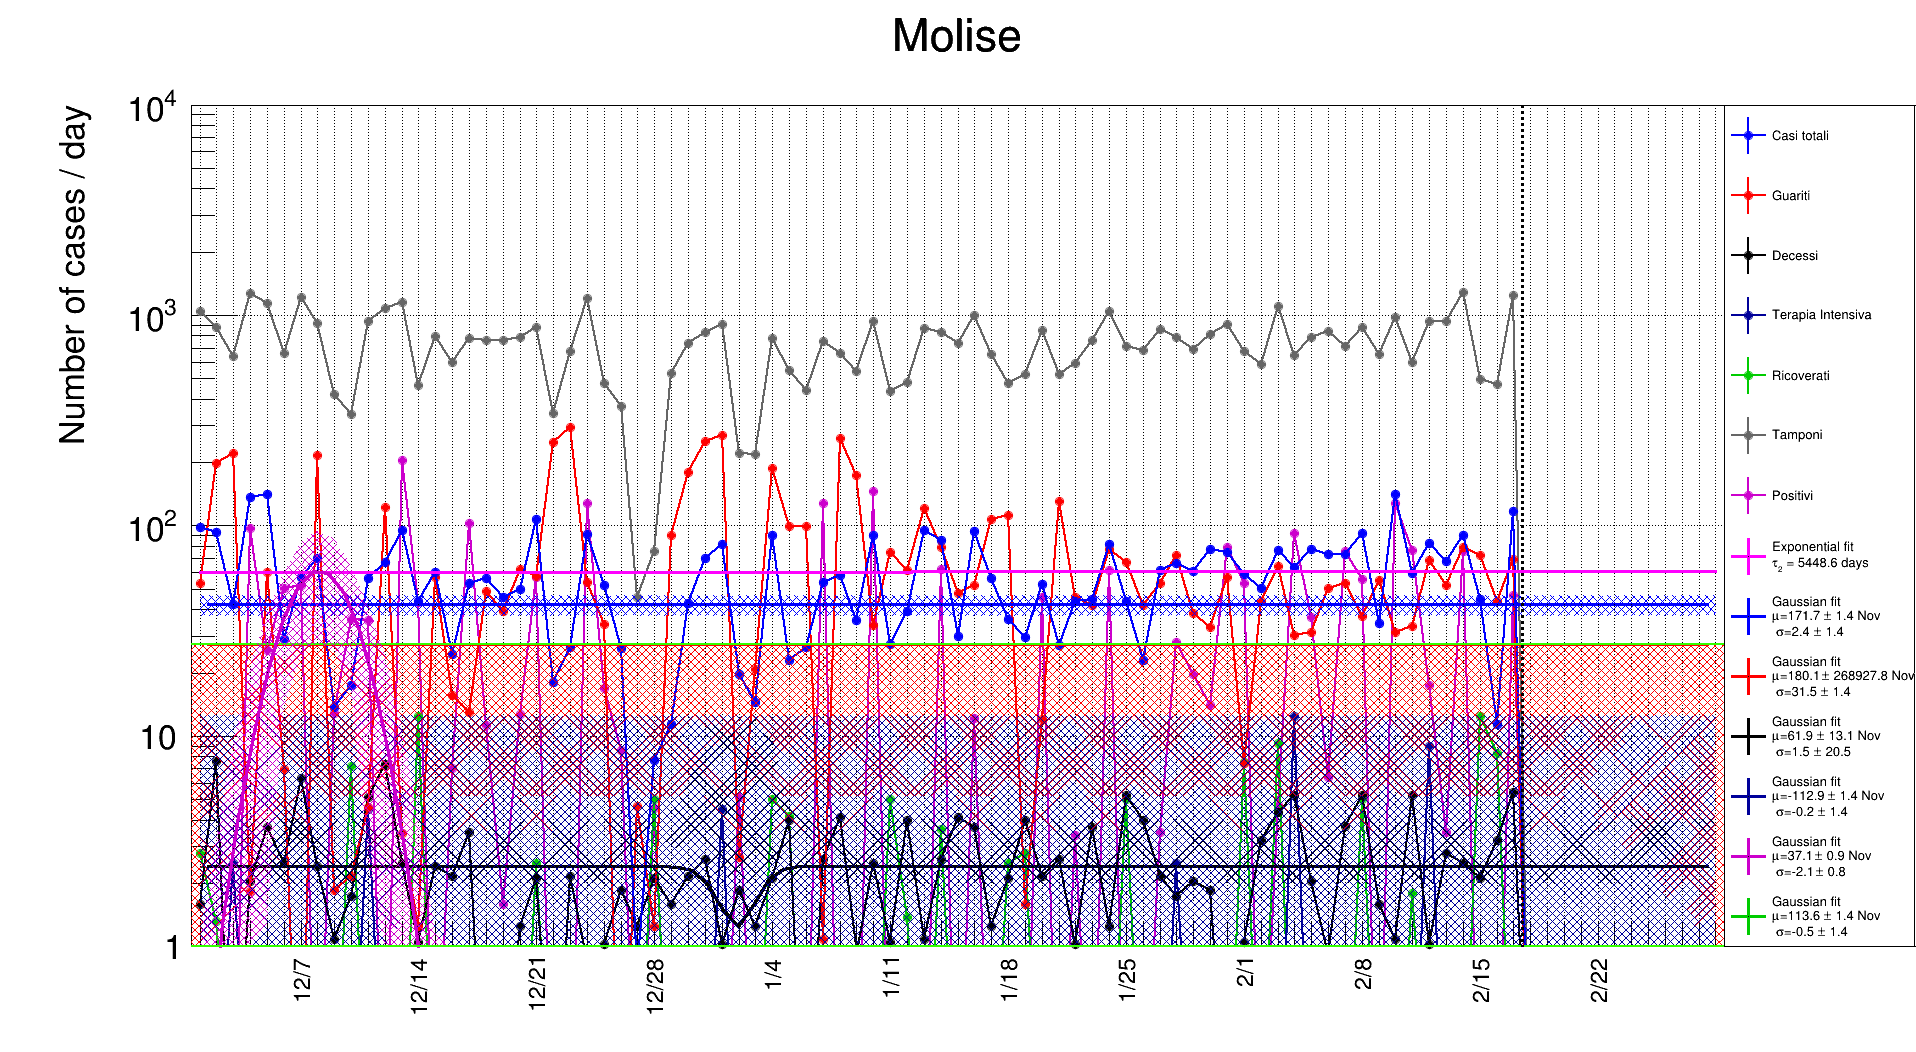 Molise
Number of cases / day
10⁴
10³
10²
10
1
12/7
12/14
12/21
12/28
1/4
1/11
1/18
1/25
2/1
2/8
2/15
2/22
Casi totali
Guariti
Decessi
Terapia Intensiva
Ricoverati
Tamponi
Positivi
Exponential fit
τ₂ = 5448.6 days
Gaussian fit
μ=171.7 ± 1.4 Nov
σ=2.4 ± 1.4
Gaussian fit
μ=180.1 ± 268927.8 Nov
σ=31.5 ± 1.4
Gaussian fit
μ=61.9 ± 13.1 Nov
σ=1.5 ± 20.5
Gaussian fit
μ=-112.9 ± 1.4 Nov
σ=-0.2 ± 1.4
Gaussian fit
μ=37.1 ± 0.9 Nov
σ=-2.1 ± 0.8
Gaussian fit
μ=113.6 ± 1.4 Nov
σ=-0.5 ± 1.4